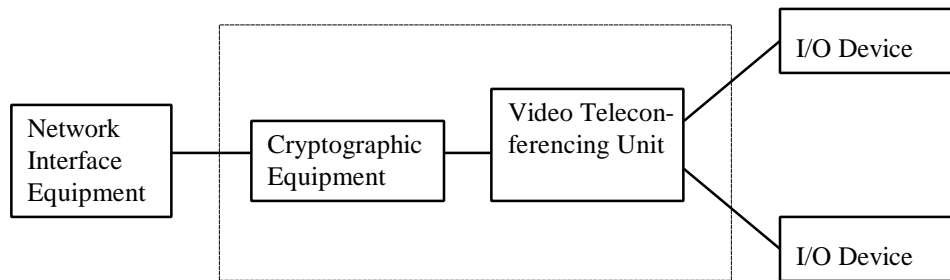 Network
Interface
Equipment
Cryptographic
Equipment
Video Telecon-
ferencing Unit
I/O Device
I/O Device